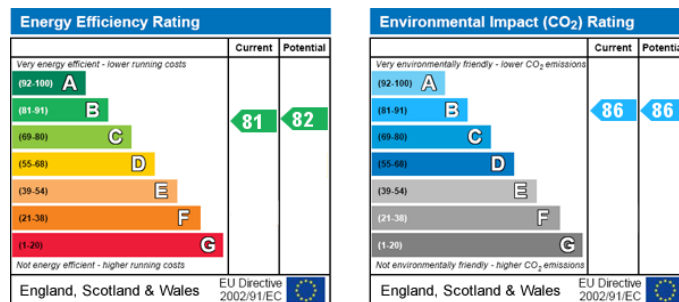 Energy Efficiency Rating
Current Potential
Very energy efficient - lower running costs
(92-100) A
(81-91) B
(69-80) C
(55-68) D
(39-54) E
(21-38) F
(1-20) G
81 82
Not energy efficient - higher running costs
England, Scotland & Wales
EU Directive
2002/91/EC
Environmental Impact (CO₂) Rating
Current Potential
Very environmentally friendly - lower CO₂ emissions
(92-100) A
(81-91) B
(69-80) C
(55-68) D
(39-54) E
(21-38) F
(1-20) G
86 86
Not environmentally friendly - higher CO₂ emissions
England, Scotland & Wales
EU Directive
2002/91/EC